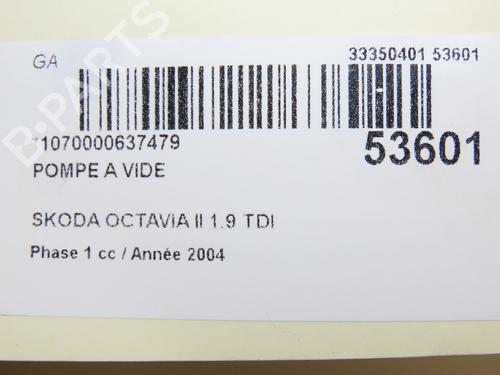 GA
33350401 53601
*1070000637479
53601
POMPE A VIDE
SKODA OCTAVIA II 1.9 TDI
Phase 1 cc / Année 2004
B-PARTS